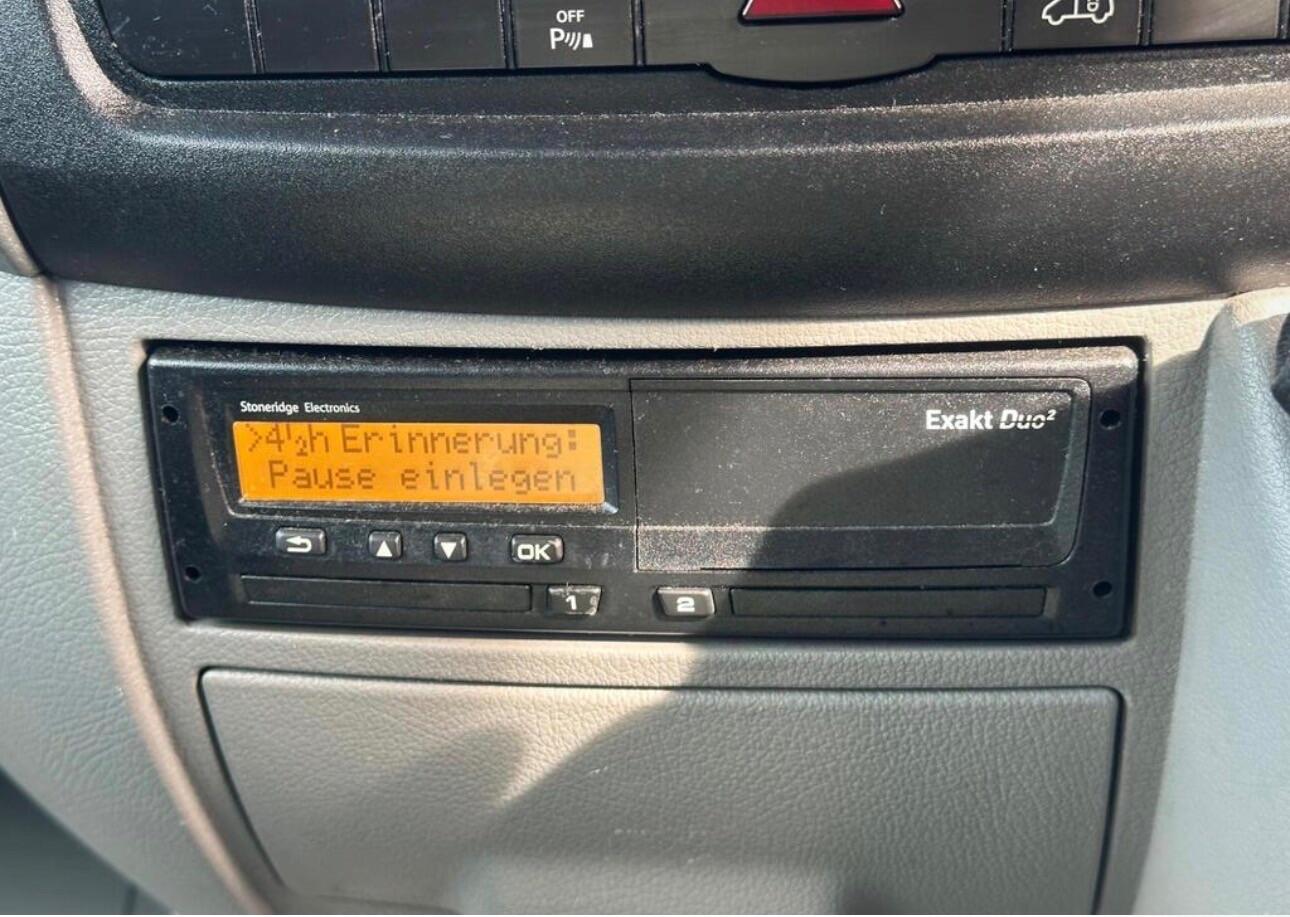 OFF
P
Stoneridge Electronics
Exakt Duo²
>4½h Erinnerung:
Pause einlegen
OK
1
2